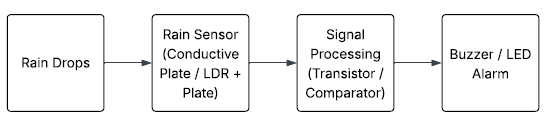 Rain Drops
Rain Sensor
(Conductive
Plate / LDR +
Plate)
Signal
Processing
(Transistor /
Comparator)
Buzzer / LED
Alarm